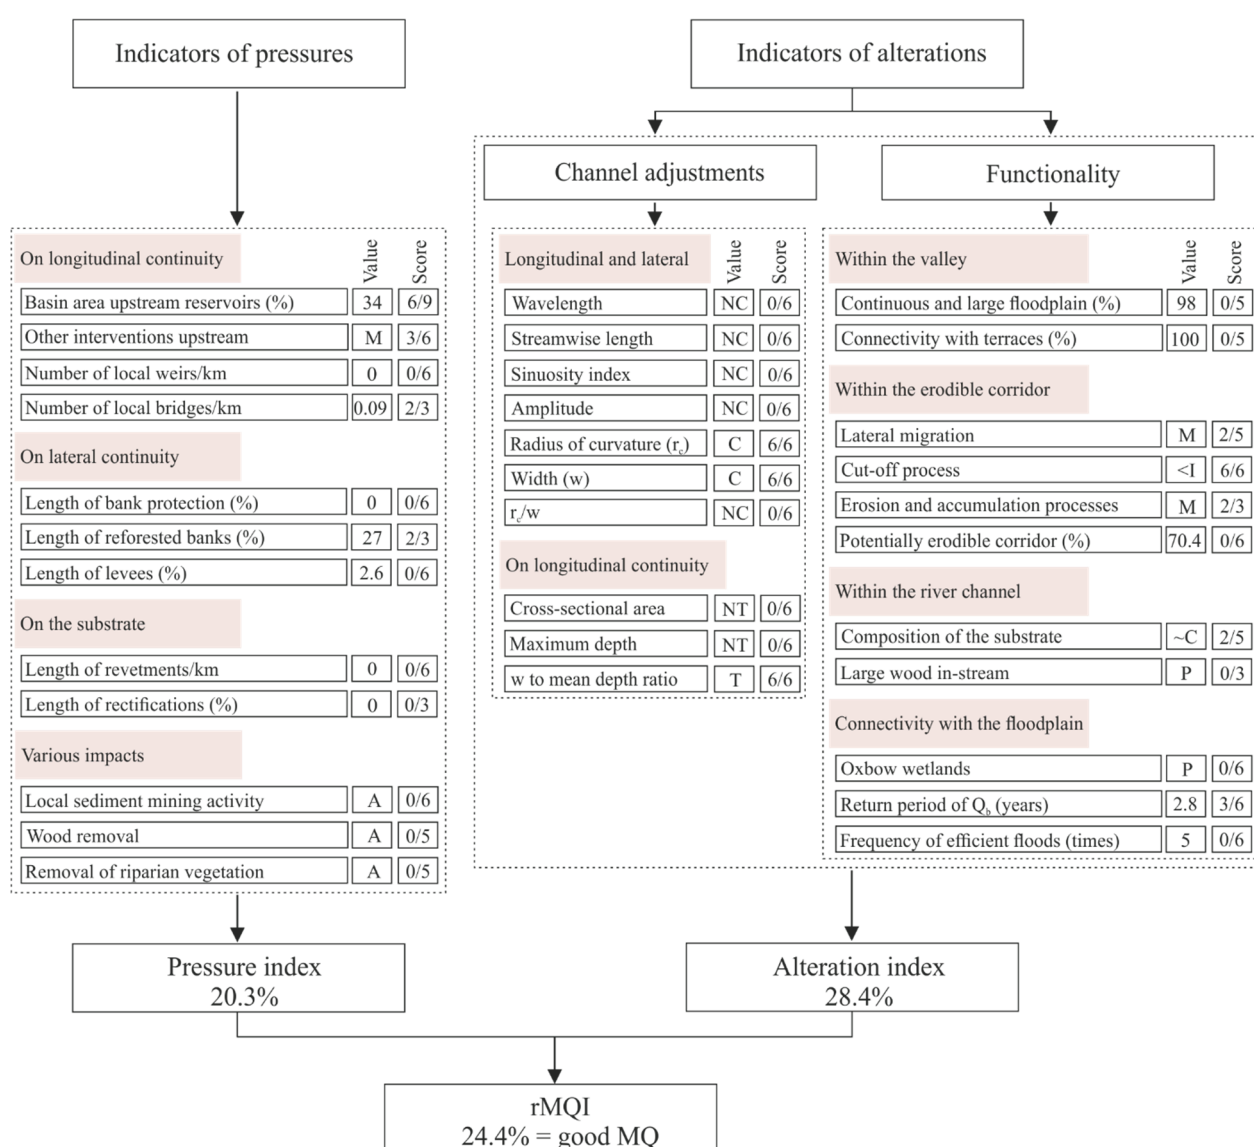 Indicators of pressures
Indicators of alterations
Channel adjustments
Functionality
On longitudinal continuity Value Score
Basin area upstream reservoirs (%) 34 6/9
Other interventions upstream M 3/6
Number of local weirs/km 0 0/6
Number of local bridges/km 0.09 2/3
On lateral continuity
Length of bank protection (%) 0 0/6
Length of reforested banks (%) 27 2/3
Length of levees (%) 2.6 0/6
On the substrate
Length of revetments/km 0 0/6
Length of rectifications (%) 0 0/3
Various impacts
Local sediment mining activity A 0/6
Wood removal A 0/5
Removal of riparian vegetation A 0/5
Longitudinal and lateral Value Score
Wavelength NC 0/6
Streamwise length NC 0/6
Sinuosity index NC 0/6
Amplitude NC 0/6
Radius of curvature (rc) C 6/6
Width (w) C 6/6
rc/w NC 0/6
On longitudinal continuity
Cross-sectional area NT 0/6
Maximum depth NT 0/6
w to mean depth ratio T 6/6
Within the valley Value Score
Continuous and large floodplain (%) 98 0/5
Connectivity with terraces (%) 100 0/5
Within the erodible corridor
Lateral migration M 2/5
Cut-off process <I 6/6
Erosion and accumulation processes M 2/3
Potentially erodible corridor (%) 70.4 0/6
Within the river channel
Composition of the substrate ~C 2/5
Large wood in-stream P 0/3
Connectivity with the floodplain
Oxbow wetlands P 0/6
Return period of Qb (years) 2.8 3/6
Frequency of efficient floods (times) 5 0/6
Pressure index
20.3%
Alteration index
28.4%
rMQI
24.4% = good MQ